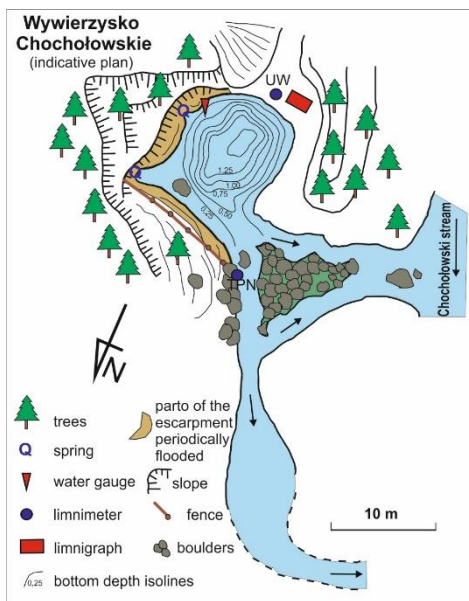 Wywierzysko
Chochołowskie
(indicative plan)
UW
Q
Q
1,25
1,00
0,75
0,50
0,25
TPN
Chochołowski stream
N
trees
Q spring
water gauge
limnimeter
limnigraph
0,25 bottom depth isolines
parto of the
escarpment
periodically
flooded
slope
fence
boulders
10 m